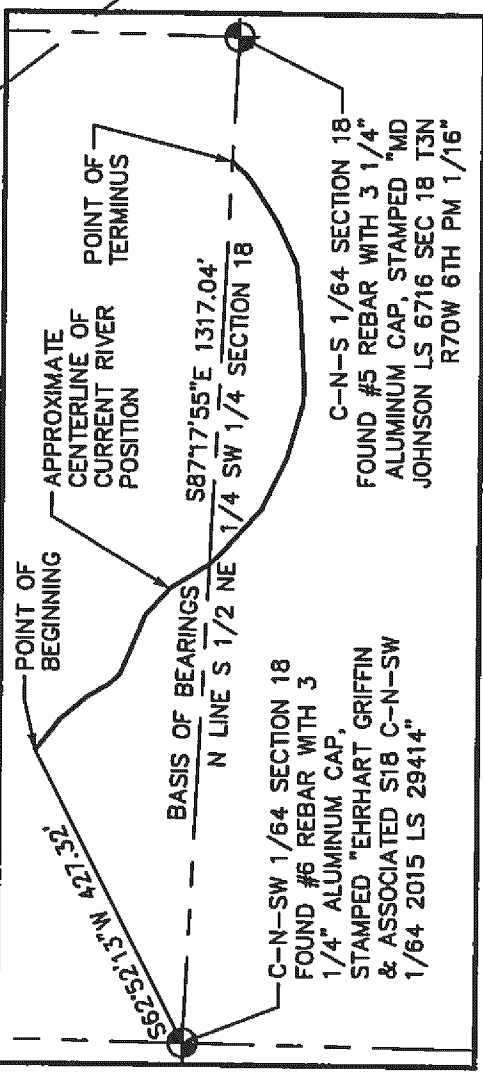 POINT OF
BEGINNING
APPROXIMATE
CENTERLINE OF
CURRENT RIVER
POSITION
POINT OF
TERMINUS
S62°52'13"W 427.32'
BASIS OF BEARINGS
S87°17'55"E 1317.04'
N LINE S 1/2 NE 1/4 SW 1/4 SECTION 18
C-N-SW 1/64 SECTION 18
FOUND #6 REBAR WITH 3
1/4" ALUMINUM CAP,
STAMPED "EHRHART GRIFFIN
& ASSOCIATED S18 C-N-SW
1/64 2015 LS 29414"
C-N-S 1/64 SECTION 18
FOUND #5 REBAR WITH 3 1/4"
ALUMINUM CAP, STAMPED "MD
JOHNSON LS 6716 SEC 18 T3N
R70W 6TH PM 1/16"